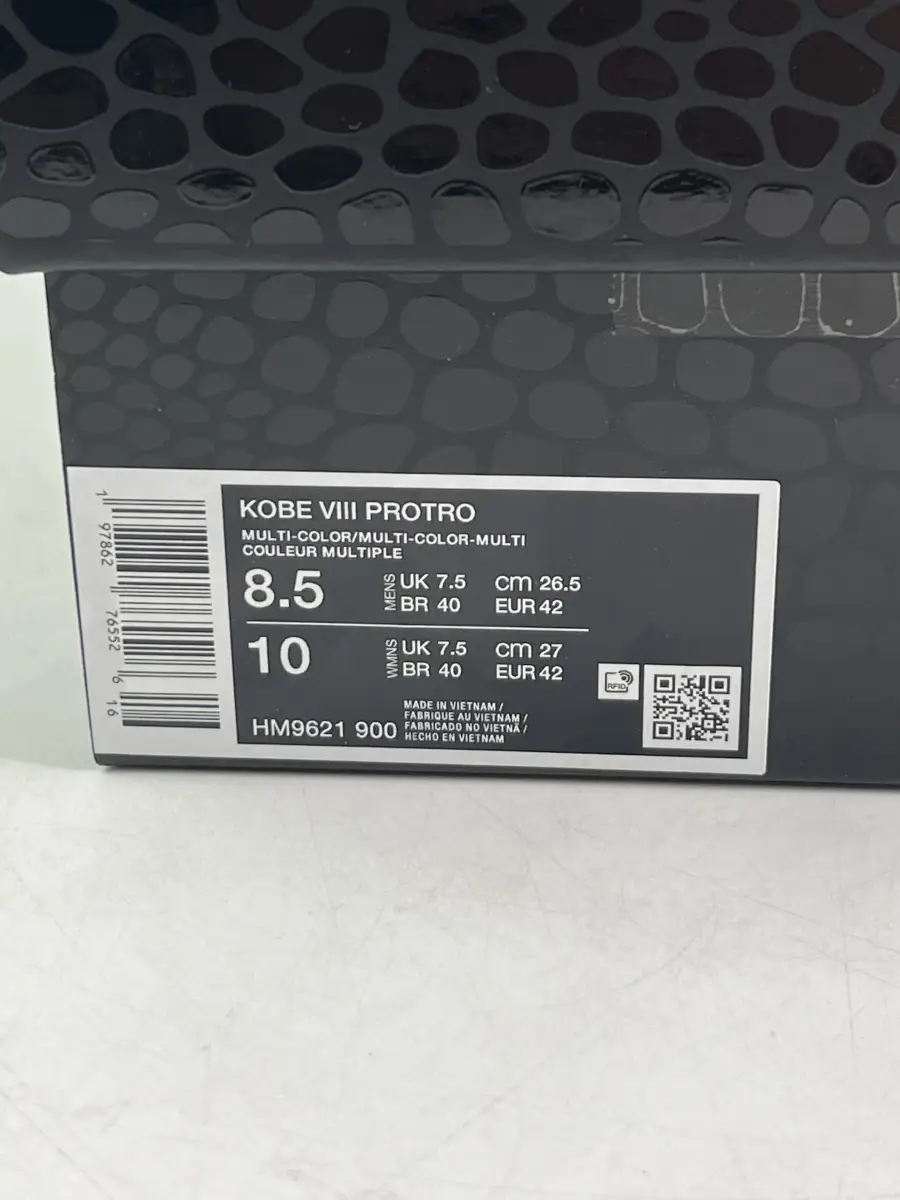 KOBE VIII PROTRO
MULTI-COLOR/MULTI-COLOR-MULTI
COULEUR MULTIPLE
8.5 MENS UK 7.5 cm 26.5
BR 40 EUR 42
10 WMNS UK 7.5 cm 27
BR 40 EUR 42
HM9621 900
MADE IN VIETNAM /
FABRIQUE AU VIETNAM /
FABRICADO NO VIETNÃ /
HECHO EN VIETNAM
RFID
1 97862 76552 6 16